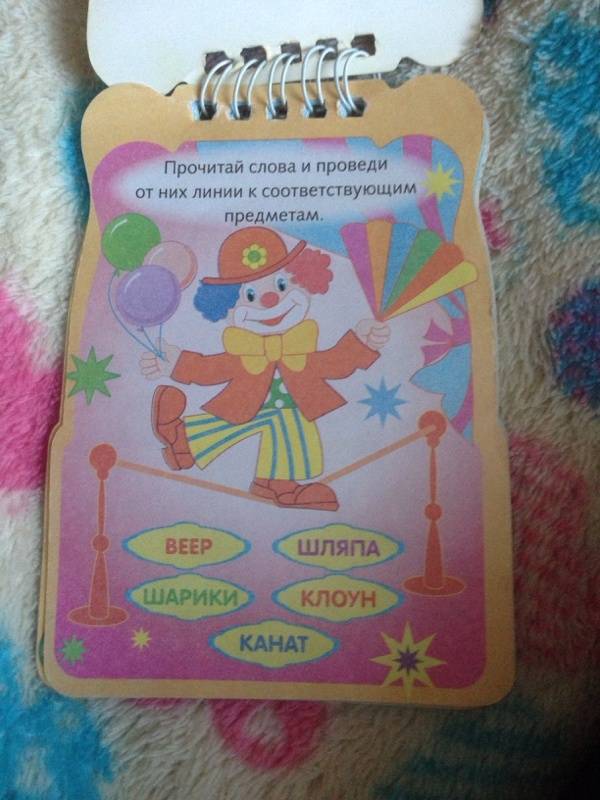 Прочитай слова и проведи
от них линии к соответствующим
предметам.
ВЕЕР
ШЛЯПА
ШАРИКИ
КЛОУН
КАНАТ